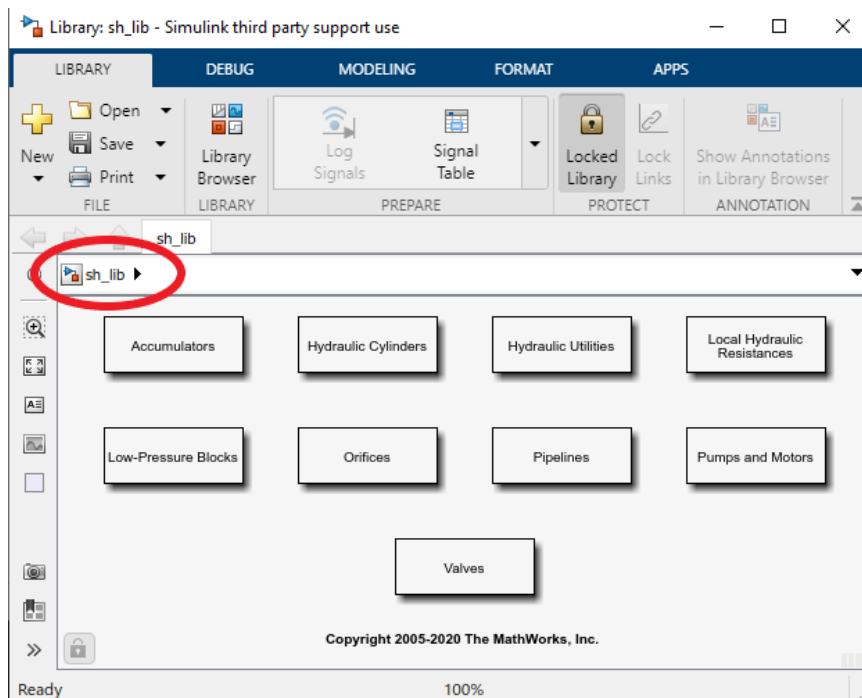 Library: sh_lib - Simulink third party support use
LIBRARY DEBUG MODELING FORMAT APPS
New
Open
Save
Print
FILE
Library
Browser
LIBRARY
Log
Signals
Signal
Table
PREPARE
Locked
Library
Lock
Links
PROTECT
Show Annotations
in Library Browser
ANNOTATION
sh_lib
sh_lib
Accumulators
Hydraulic Cylinders
Hydraulic Utilities
Local Hydraulic
Resistances
Low-Pressure Blocks
Orifices
Pipelines
Pumps and Motors
Valves
Copyright 2005-2020 The MathWorks, Inc.
Ready 100%